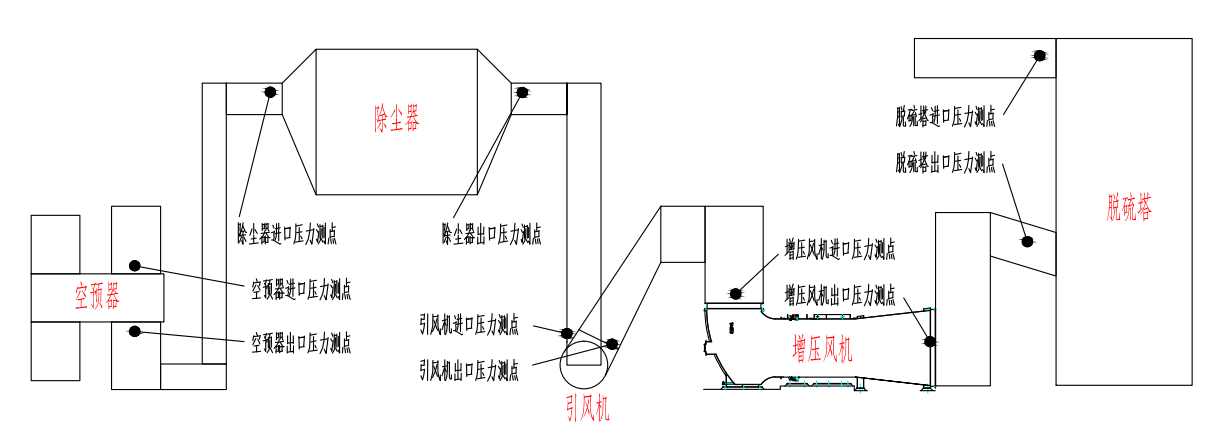 除尘器
脱硫塔进口压力测点
脱硫塔出口压力测点
脱硫塔
除尘器进口压力测点
除尘器出口压力测点
增压风机进口压力测点
空预器
空预器进口压力测点
增压风机出口压力测点
引风机进口压力测点
空预器出口压力测点
增压风机
引风机出口压力测点
引风机